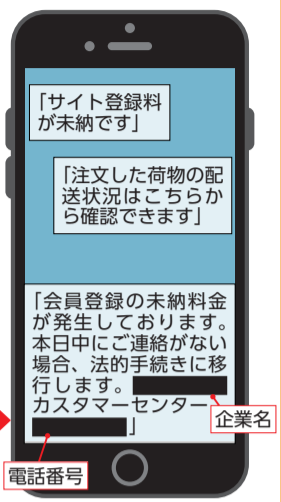 「サイト登録料
が未納です」
「注文した荷物の配
送状況はこちらか
ら確認できます」
「会員登録の未納料金
が発生しております。
本日中にご連絡がない
場合、法的手続きに移
行します。
カスタマーセンター
」
企業名
電話番号